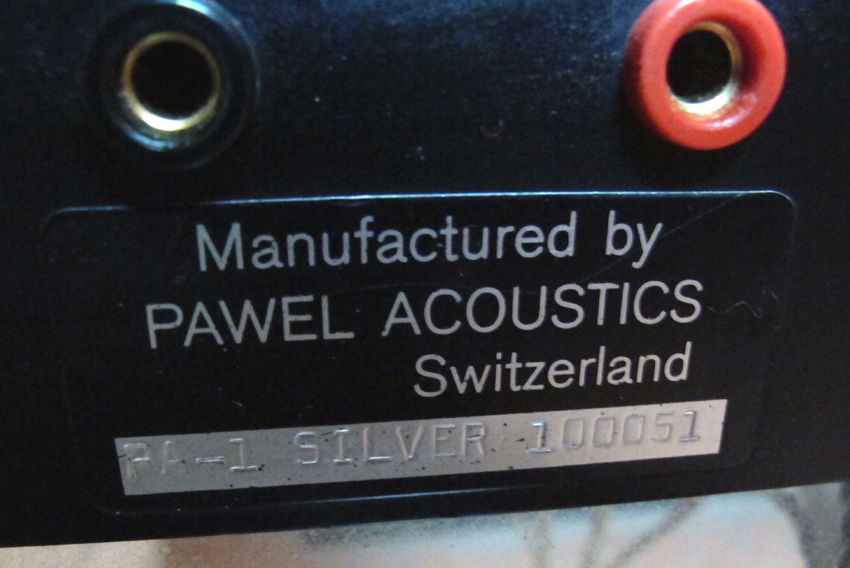 Manufactured by
PAWEL ACOUSTICS
Switzerland
PA-1 SILVER 100051